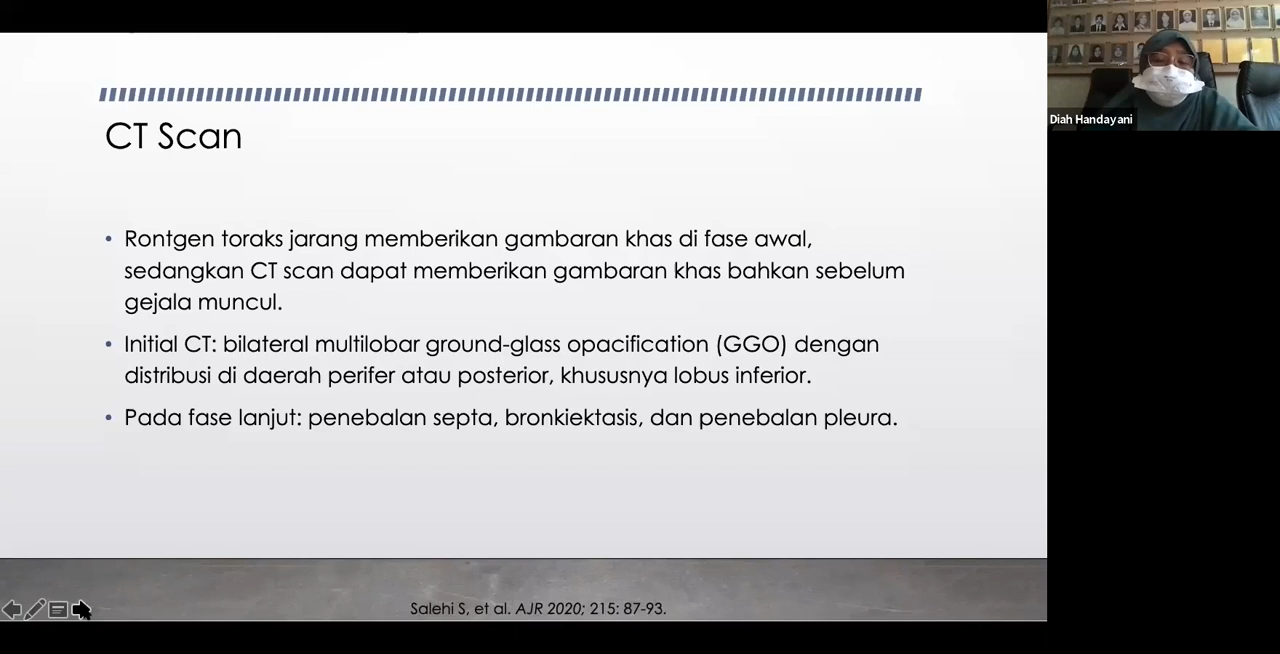 CT Scan
• Rontgen toraks jarang memberikan gambaran khas di fase awal,
sedangkan CT scan dapat memberikan gambaran khas bahkan sebelum
gejala muncul.
• Initial CT: bilateral multilobar ground-glass opacification (GGO) dengan
distribusi di daerah perifer atau posterior, khususnya lobus inferior.
• Pada fase lanjut: penebalan septa, bronkiektasis, dan penebalan pleura.
Salehi S, et al. AJR 2020; 215: 87-93.
Diah Handayani